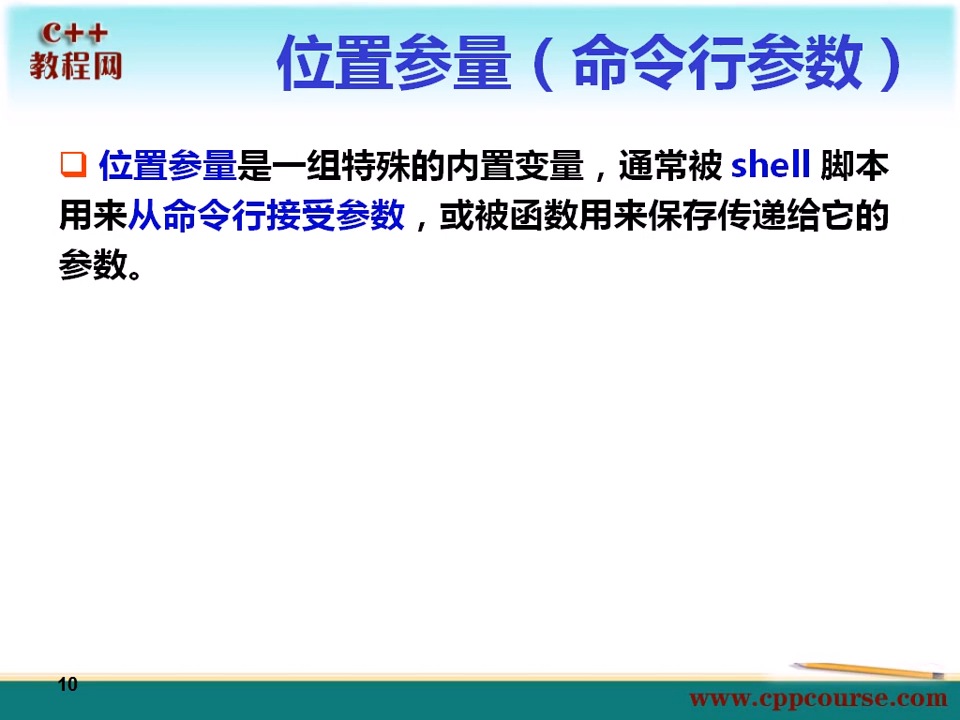 C++
教程网
位置参量（命令行参数）
位置参量是一组特殊的内置变量，通常被 shell 脚本
用来从命令行接受参数，或被函数用来保存传递给它的
参数。
10
www.cppcourse.com